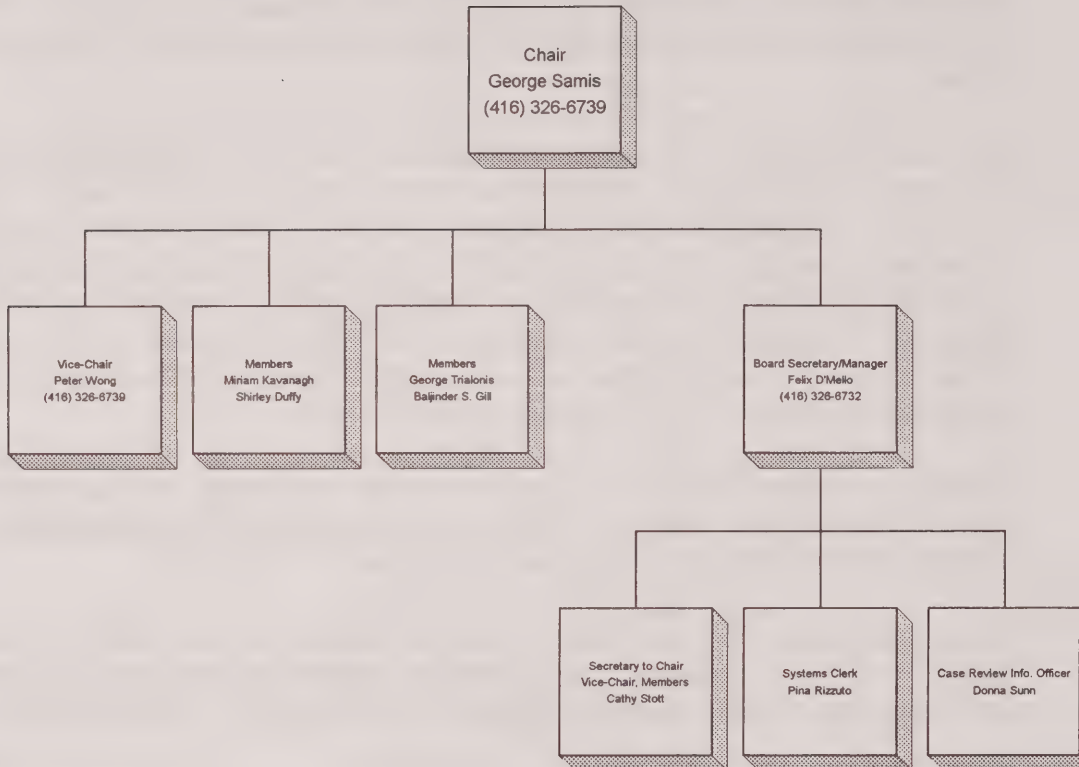 Chair
George Samis
(416) 326-6739
Vice-Chair
Peter Wong
(416) 326-6739
Members
Miriam Kavanagh
Shirley Duffy
Members
George Trialonis
Baljinder S. Gill
Board Secretary/Manager
Felix D'Mello
(416) 326-6732
Secretary to Chair
Vice-Chair, Members
Cathy Stott
Systems Clerk
Pina Rizzuto
Case Review Info. Officer
Donna Sunn